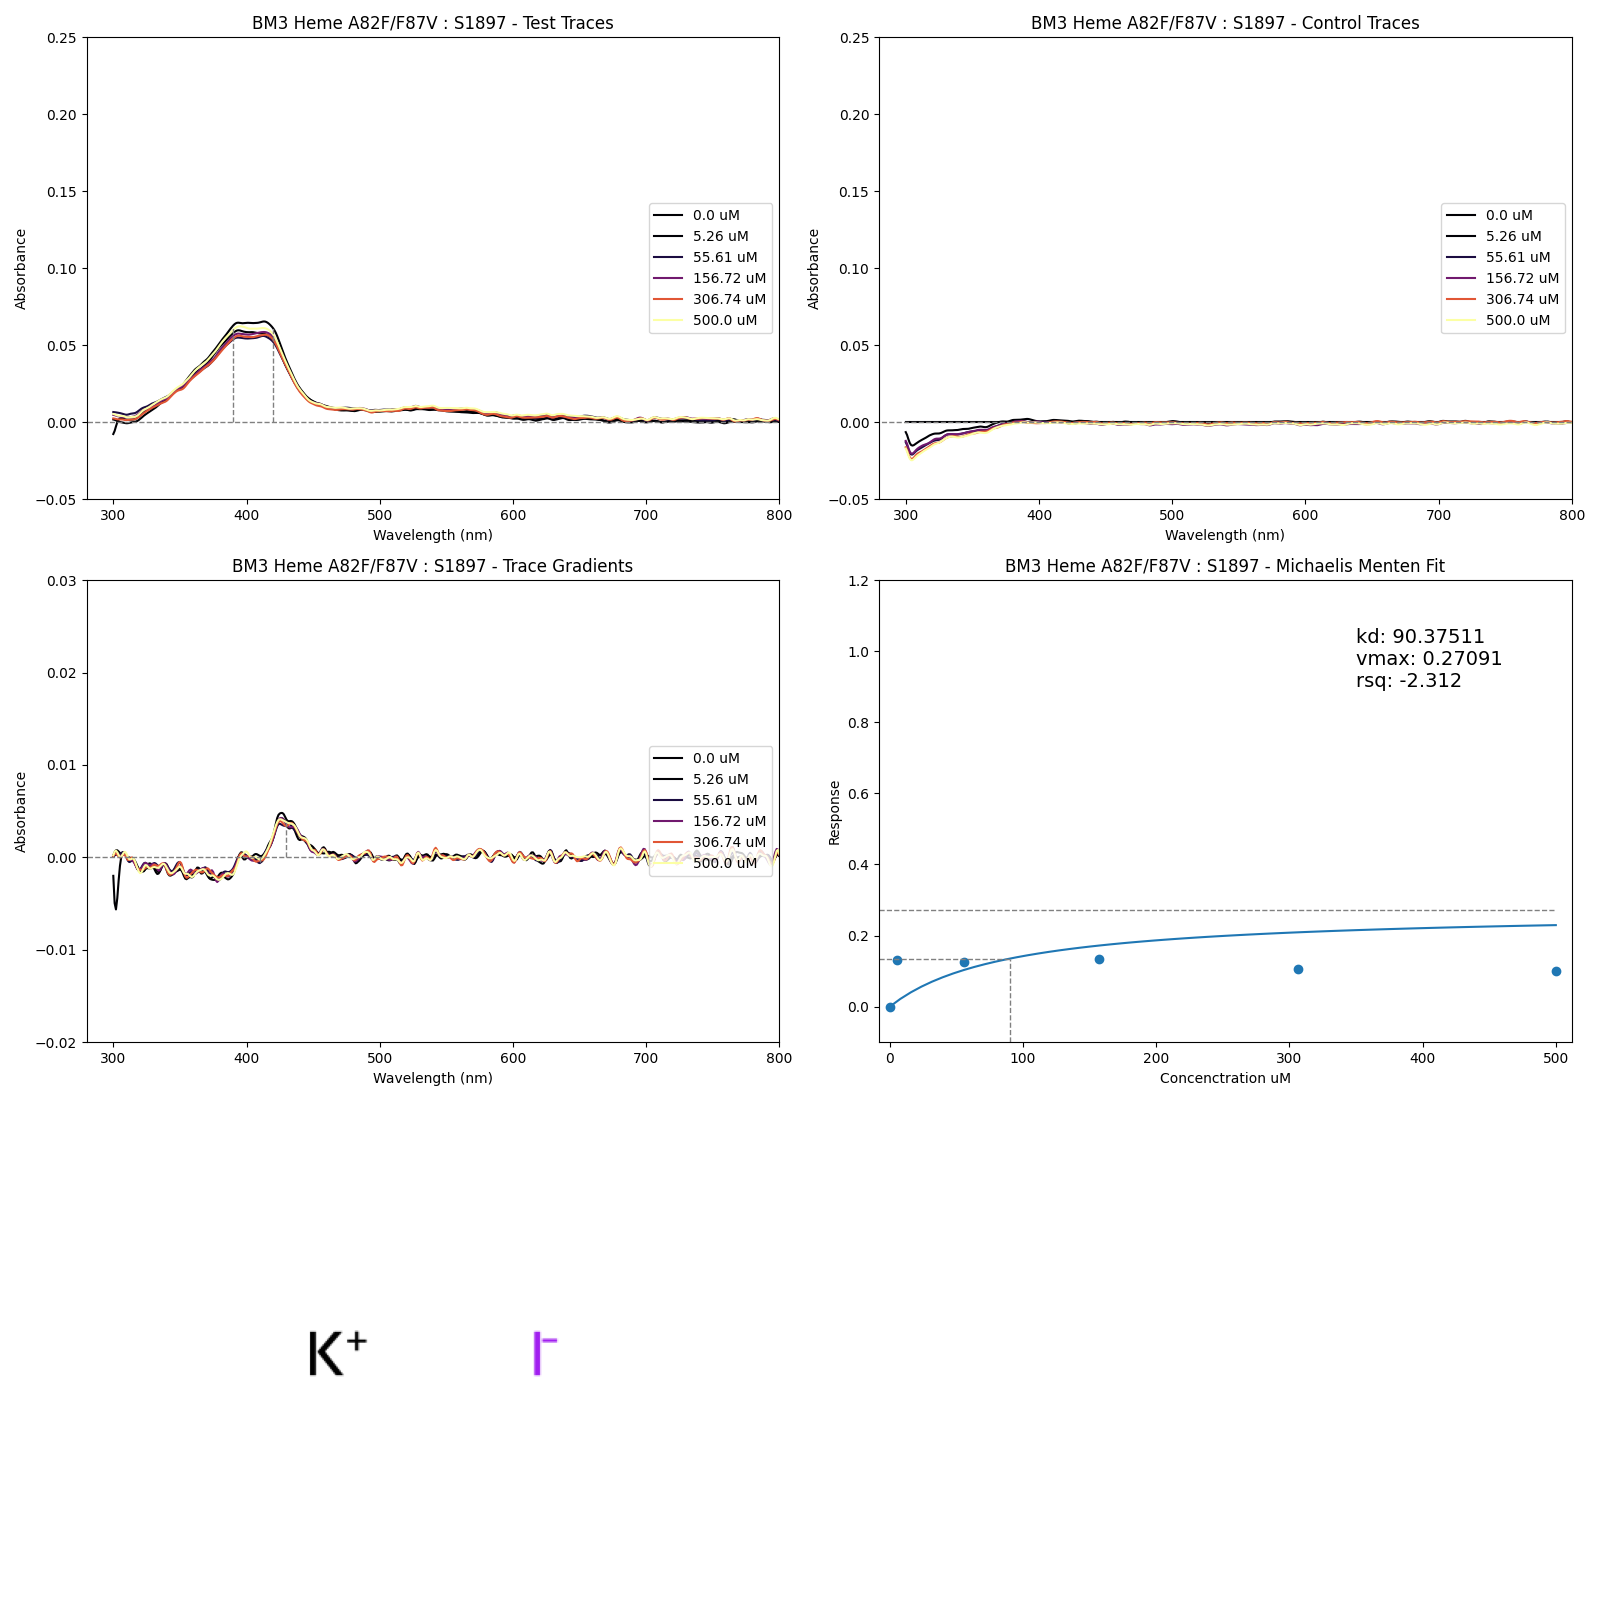 BM3 Heme A82F/F87V : S1897 - Test Traces
0.25
0.20
0.15
0.10
0.05
0.00
−0.05
Absorbance
0.0 uM
5.26 uM
55.61 uM
156.72 uM
306.74 uM
500.0 uM
300 400 500 600 700 800
Wavelength (nm)
BM3 Heme A82F/F87V : S1897 - Control Traces
0.25
0.20
0.15
0.10
0.05
0.00
−0.05
Absorbance
0.0 uM
5.26 uM
55.61 uM
156.72 uM
306.74 uM
500.0 uM
300 400 500 600 700 800
Wavelength (nm)
BM3 Heme A82F/F87V : S1897 - Trace Gradients
0.03
0.02
0.01
0.00
−0.01
−0.02
Absorbance
0.0 uM
5.26 uM
55.61 uM
156.72 uM
306.74 uM
500.0 uM
300 400 500 600 700 800
Wavelength (nm)
BM3 Heme A82F/F87V : S1897 - Michaelis Menten Fit
1.2
1.0
0.8
0.6
0.4
0.2
0.0
Response
kd: 90.37511
vmax: 0.27091
rsq: -2.312
0 100 200 300 400 500
Concenctration uM
K⁺ I⁻